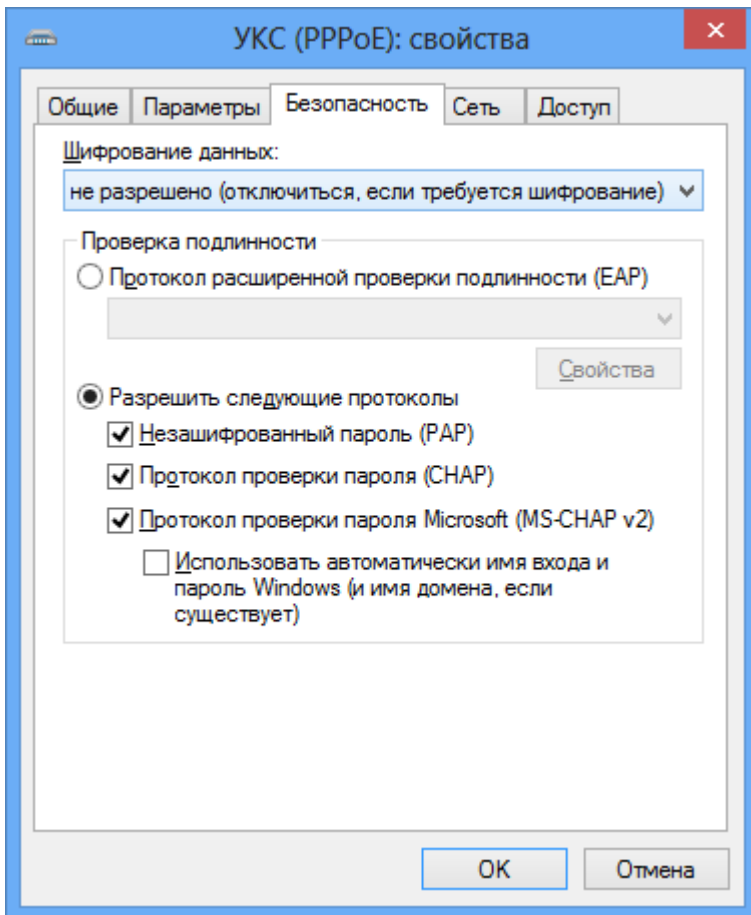 УКС (PPPoE): свойства
Общие Параметры Безопасность Сеть Доступ
Шифрование данных:
не разрешено (отключиться, если требуется шифрование)
Проверка подлинности
Протокол расширенной проверки подлинности (EAP)
Свойства
Разрешить следующие протоколы
Незашифрованный пароль (PAP)
Протокол проверки пароля (CHAP)
Протокол проверки пароля Microsoft (MS-CHAP v2)
Использовать автоматически имя входа и
пароль Windows (и имя домена, если
существует)
OK Отмена